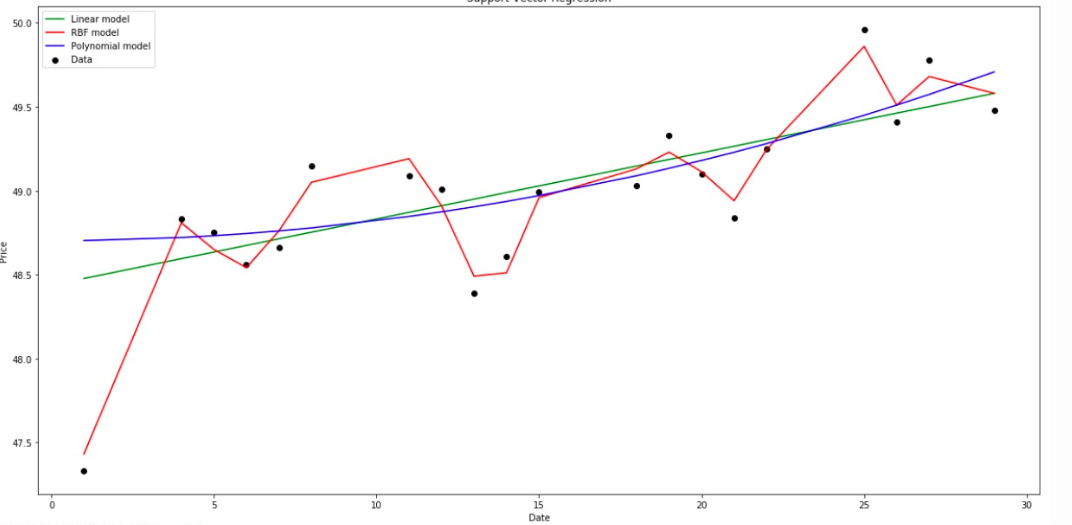 Support Vector Regression
Linear model
RBF model
Polynomial model
Data
50.0
49.5
49.0
48.5
48.0
47.5
Price
0 5 10 15 20 25 30
Date